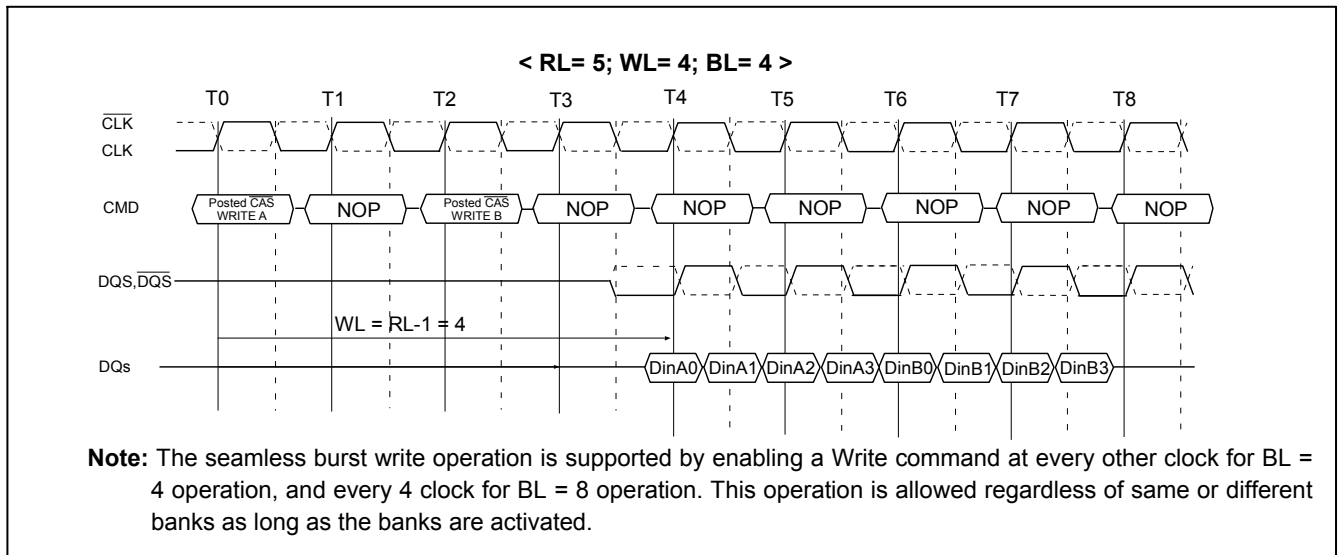 < RL= 5; WL= 4; BL= 4 >
T0 T1 T2 T3 T4 T5 T6 T7 T8
CLK
CLK
CMD
Posted CAS
WRITE A
NOP
Posted CAS
WRITE B
NOP
NOP
NOP
NOP
NOP
NOP
DQS,DQS
WL = RL-1 = 4
DQs
DinA0 DinA1 DinA2 DinA3 DinB0 DinB1 DinB2 DinB3
Note: The seamless burst write operation is supported by enabling a Write command at every other clock for BL =
4 operation, and every 4 clock for BL = 8 operation. This operation is allowed regardless of same or different
banks as long as the banks are activated.